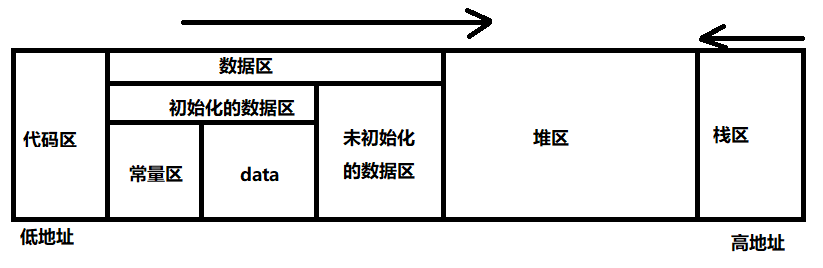 数据区
初始化的数据区
代码区
常量区
data
未初始化
的数据区
堆区
栈区
低地址
高地址